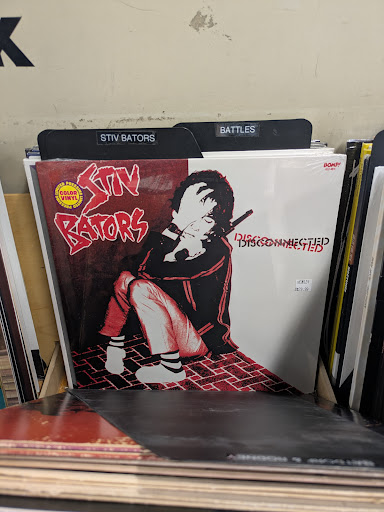 STIV BATORS
BATTLES
STIV
BATORS
COLOR
VINYL
BOMP!
DISCONNECTED
DISCONNECTED